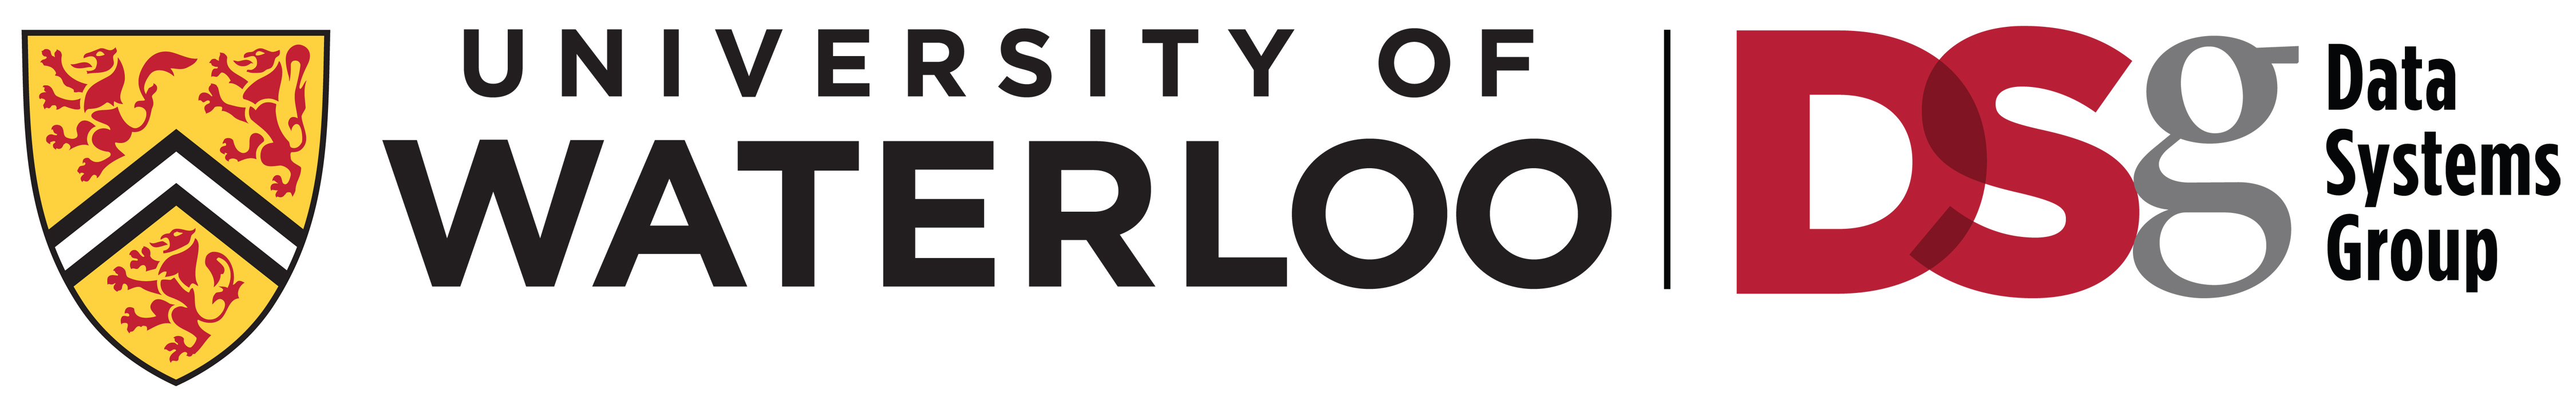 UNIVERSITY OF
WATERLOO
DSg
Data
Systems
Group